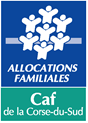 ALLOCATIONS
FAMILIALES
Caf
de la Corse-du-Sud